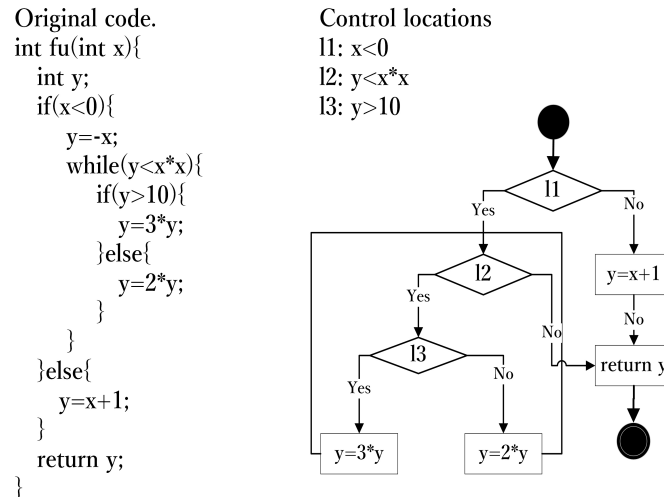 Original code.
int fu(int x){
int y;
if(x<0){
y=-x;
while(y<x*x){
if(y>10){
y=3*y;
}else{
y=2*y;
}
}
}else{
y=x+1;
}
return y;
}
Control locations
l1: x<0
l2: y<x*x
l3: y>10
l1
Yes
No
l2
y=x+1
Yes
No
No
l3
return y
Yes
No
y=3*y
y=2*y